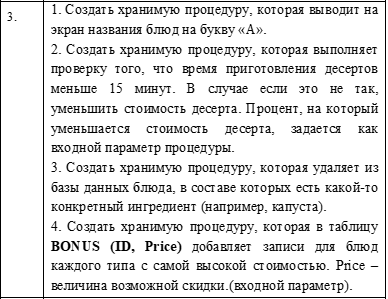 3.
1. Создать хранимую процедуру, которая выводит на
экран названия блюд на букву «А».
2. Создать хранимую процедуру, которая выполняет
проверку того, что время приготовления десертов
меньше 15 минут. В случае если это не так,
уменьшить стоимость десерта. Процент, на который
уменьшается стоимость десерта, задается как
входной параметр процедуры.
3. Создать хранимую процедуру, которая удаляет из
базы данных блюда, в составе которых есть какой-то
конкретный ингредиент (например, капуста).
4. Создать хранимую процедуру, которая в таблицу
BONUS (ID, Price) добавляет записи для блюд
каждого типа с самой высокой стоимостью. Price –
величина возможной скидки.(входной параметр).